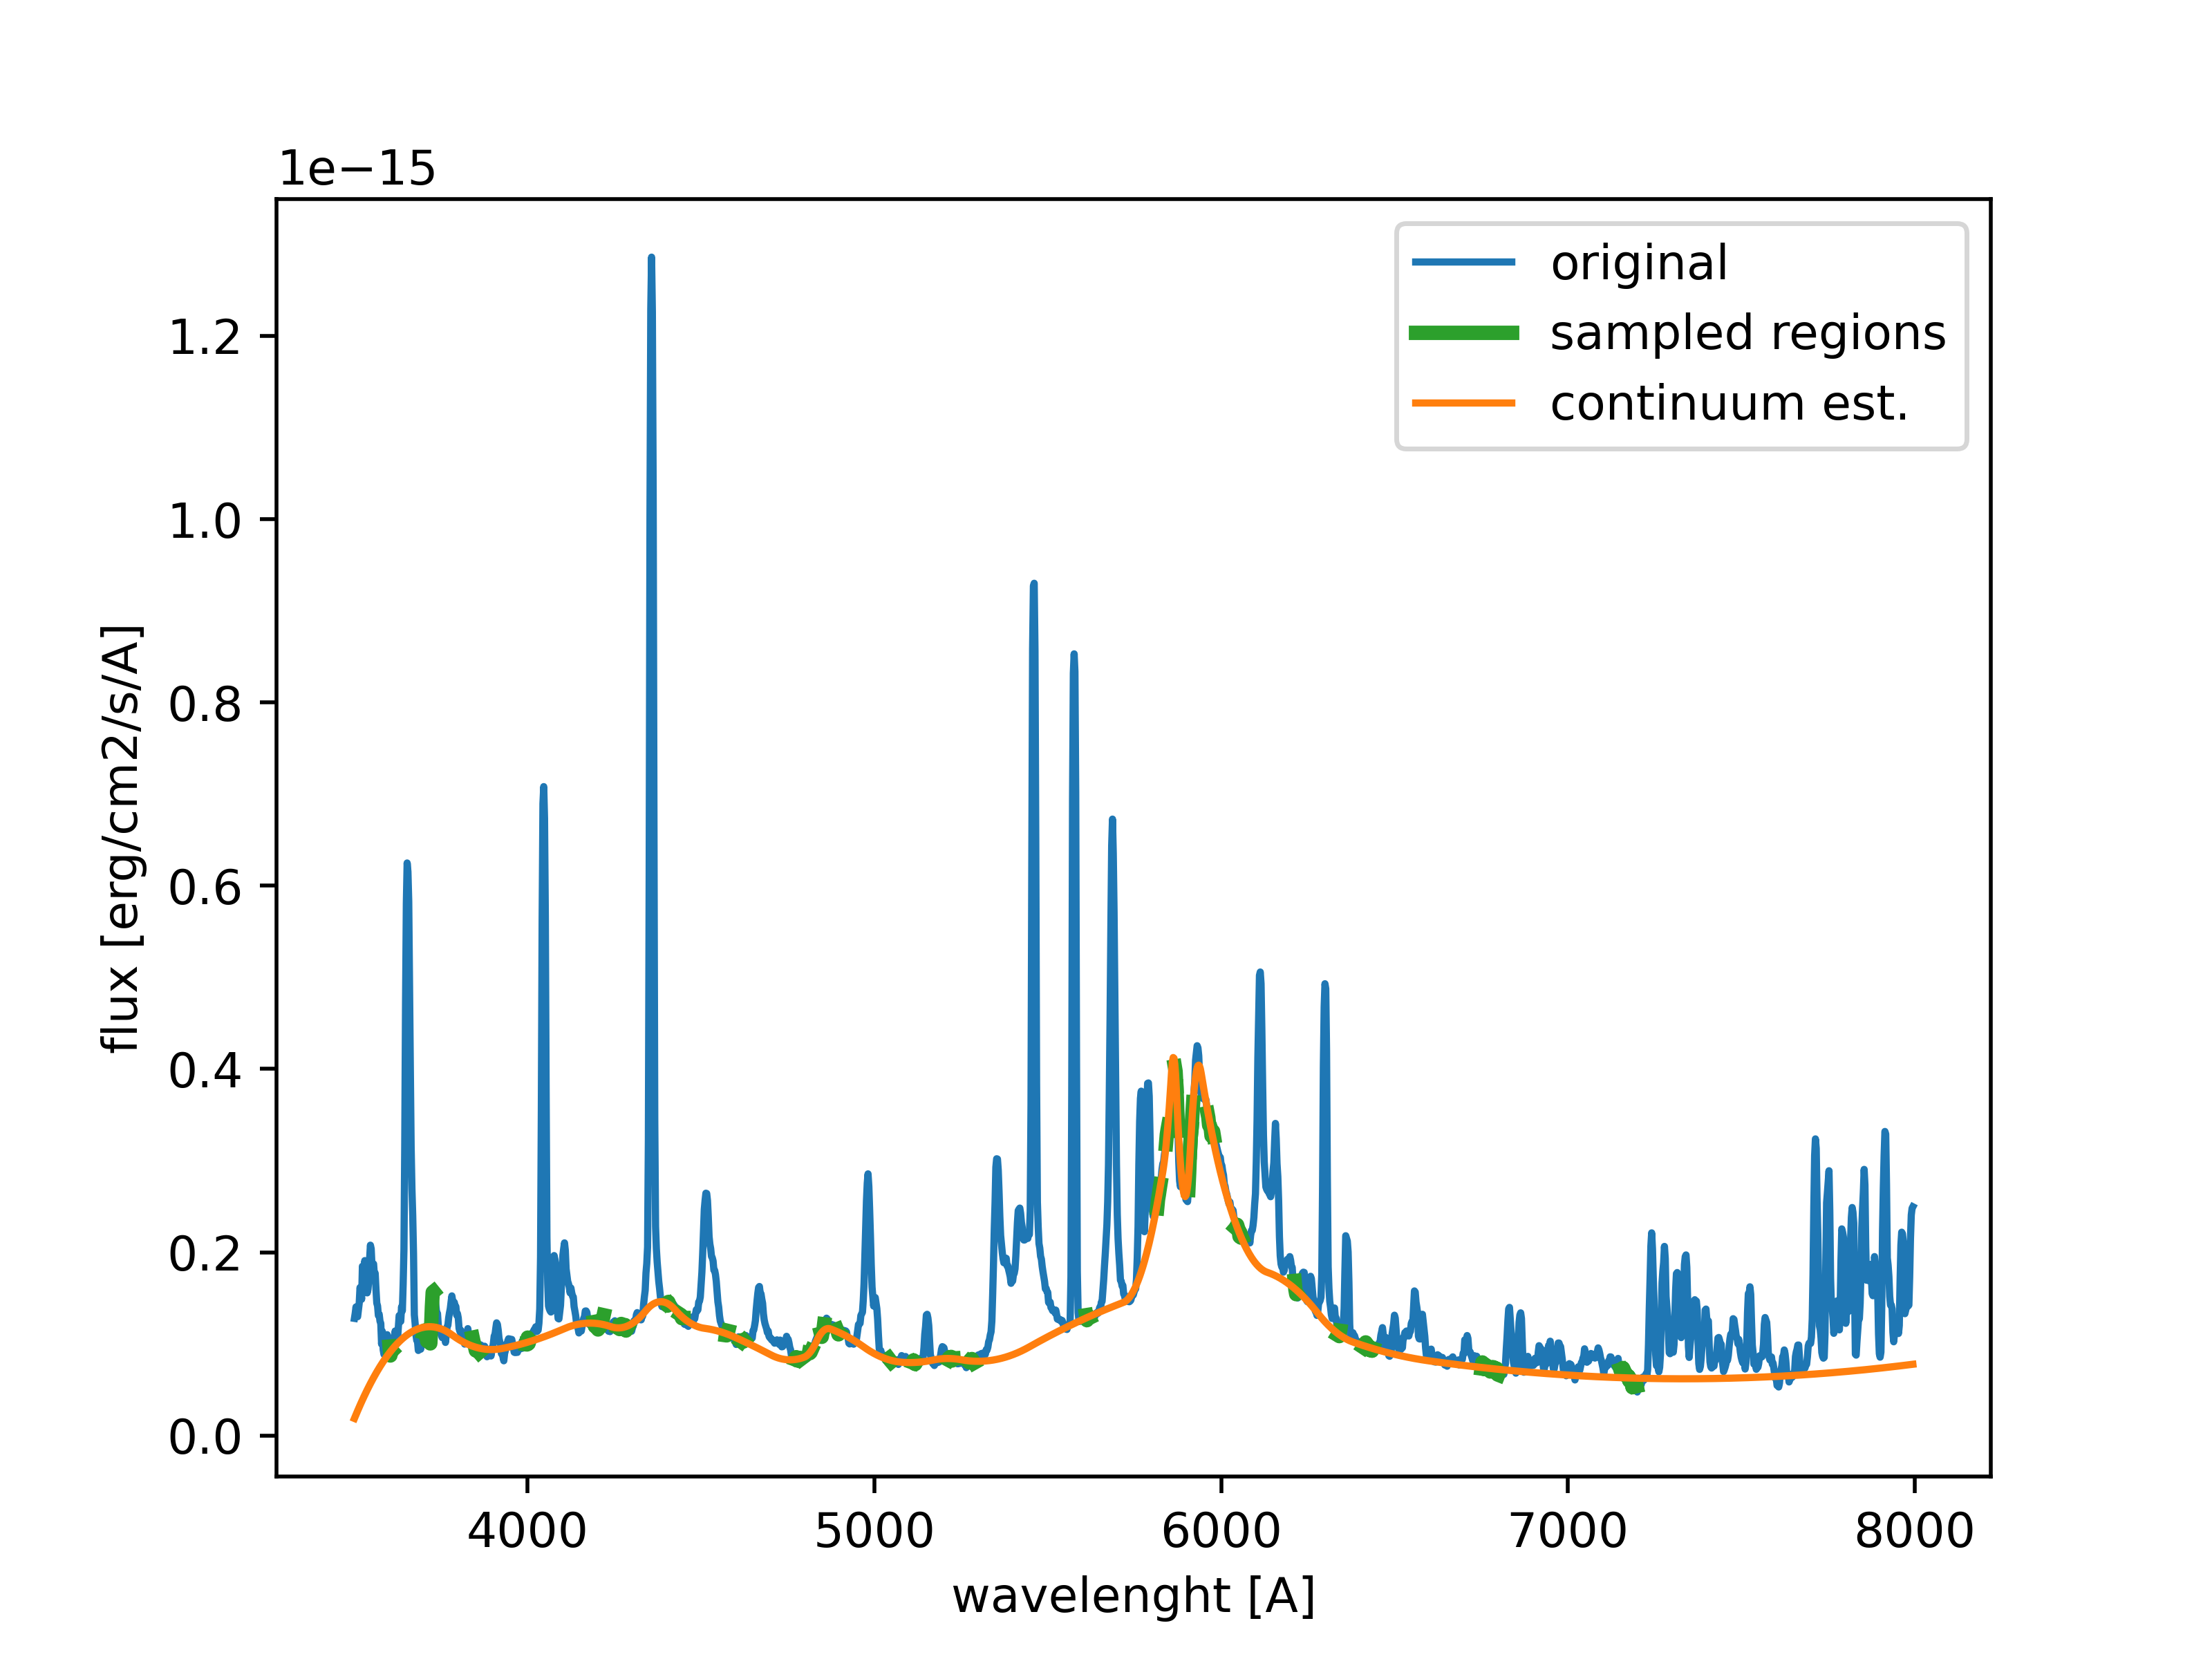 1e−15
original
sampled regions
continuum est.
1.2
1.0
0.8
0.6
0.4
0.2
0.0
flux [erg/cm2/s/A]
4000 5000 6000 7000 8000
wavelenght [A]